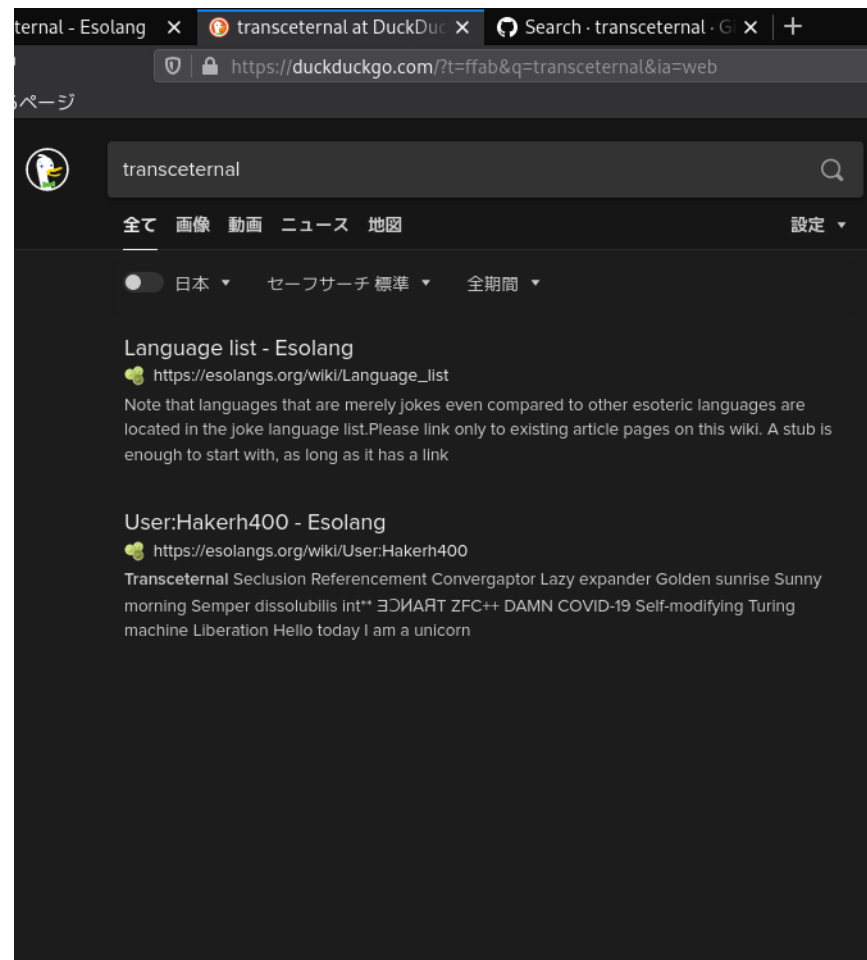 ternal - Esolang
transceternal at DuckDuc
Search · transceternal · Gi
https://duckduckgo.com/?t=ffab&q=transceternal&ia=web
るページ
transceternal
全て 画像 動画 ニュース 地図 設定
日本 セーフサーチ 標準 全期間
Language list - Esolang
https://esolangs.org/wiki/Language_list
Note that languages that are merely jokes even compared to other esoteric languages are
located in the joke language list.Please link only to existing article pages on this wiki. A stub is
enough to start with, as long as it has a link
User:Hakerh400 - Esolang
https://esolangs.org/wiki/User:Hakerh400
Transceternal Seclusion Referencement Convergaptor Lazy expander Golden sunrise Sunny
morning Semper dissolubilis int** ƎƆИAЯT ZFC++ DAMN COVID-19 Self-modifying Turing
machine Liberation Hello today I am a unicorn